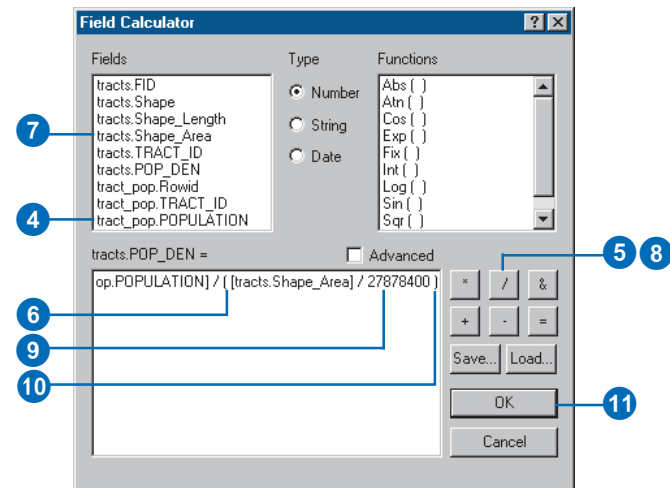 Field Calculator
? ×
Fields
Type
Functions
tracts.FID
tracts.Shape
tracts.Shape_Length
tracts.Shape_Area
tracts.TRACT_ID
tracts.POP_DEN
tract_pop.Rowid
tract_pop.TRACT_ID
tract_pop.POPULATION
Number
String
Date
Abs ( )
Atn ( )
Cos ( )
Exp ( )
Fix ( )
Int ( )
Log ( )
Sin ( )
Sqr ( )
7
4
tracts.POP_DEN =
Advanced
5 8
op.POPULATION] / ( [tracts.Shape_Area] / 27878400 )
* / &
+ - =
6
9
10
Save... Load...
OK
11
Cancel